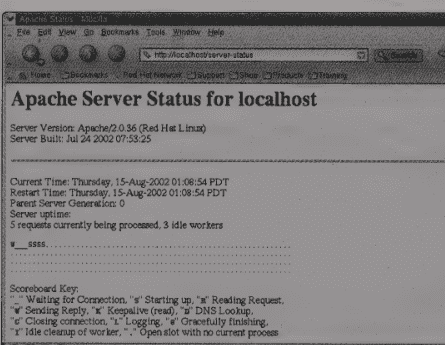 Apache Status - Mozilla
File Edit View Go Bookmarks Tools Window Help
http://localhost/server-status
Search
Home Bookmarks Red Hat Network Support Shop Products Training
Apache Server Status for localhost
Server Version: Apache/2.0.36 (Red Hat Linux)
Server Built: Jul 24 2002 07:53:25
Current Time: Thursday, 15-Aug-2002 01:08:54 PDT
Restart Time: Thursday, 15-Aug-2002 01:08:54 PDT
Parent Server Generation: 0
Server uptime:
5 requests currently being processed, 3 idle workers
W___SSSS........................................................
................................................................
................................................................
................................................................
Scoreboard Key:
"_" Waiting for Connection, "S" Starting up, "R" Reading Request,
"W" Sending Reply, "K" Keepalive (read), "D" DNS Lookup,
"C" Closing connection, "L" Logging, "G" Gracefully finishing,
"I" Idle cleanup of worker, "." Open slot with no current process